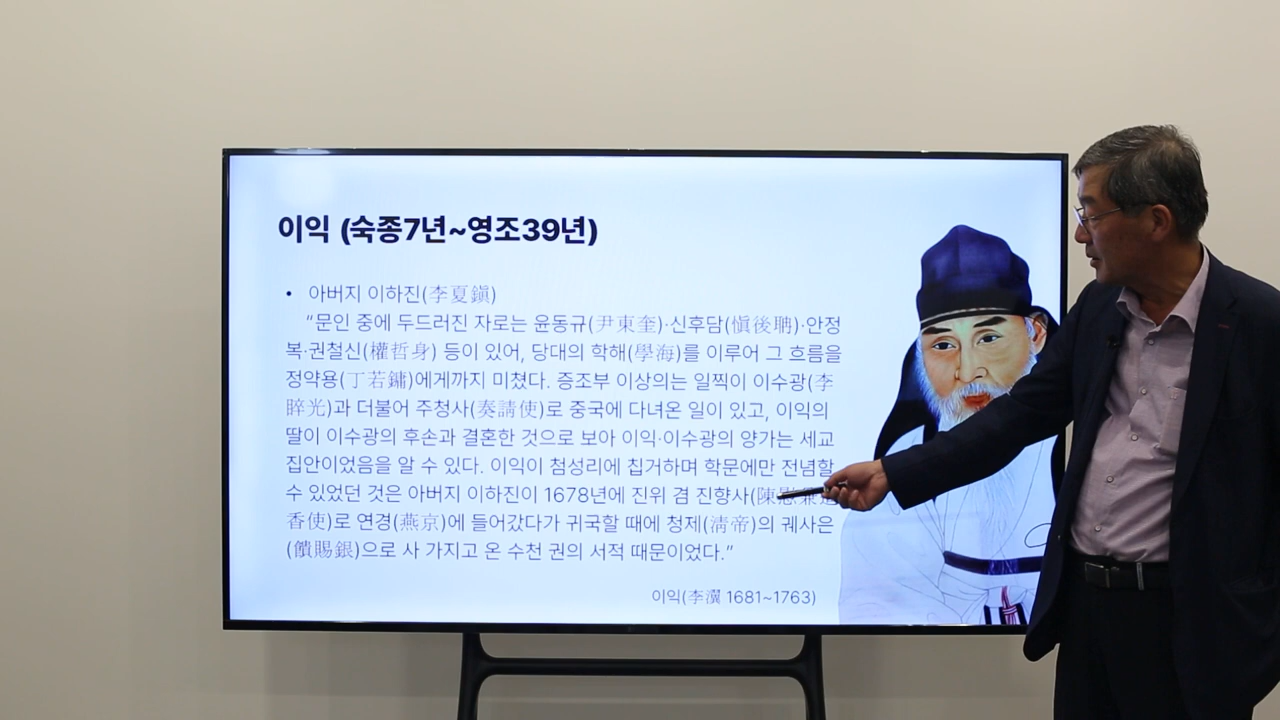 이익 (숙종7년~영조39년)
• 아버지 이하진(李夏鎭)
“문인 중에 두드러진 자로는 윤동규(尹東奎)·신후담(愼後聃)·안정
복·권철신(權哲身) 등이 있어, 당대의 학해(學海)를 이루어 그 흐름을
정약용(丁若鏞)에게까지 미쳤다. 증조부 이상의는 일찍이 이수광(李
睟光)과 더불어 주청사(奏請使)로 중국에 다녀온 일이 있고, 이익의
딸이 이수광의 후손과 결혼한 것으로 보아 이익·이수광의 양가는 세교
집안이었음을 알 수 있다. 이익이 첨성리에 칩거하며 학문에만 전념할
수 있었던 것은 아버지 이하진이 1678년에 진위 겸 진향사(陳慰兼進
香使)로 연경(燕京)에 들어갔다가 귀국할 때에 청제(淸帝)의 궤사은
(饋賜銀)으로 사 가지고 온 수천 권의 서적 때문이었다.”
이익(李瀷 1681~1763)